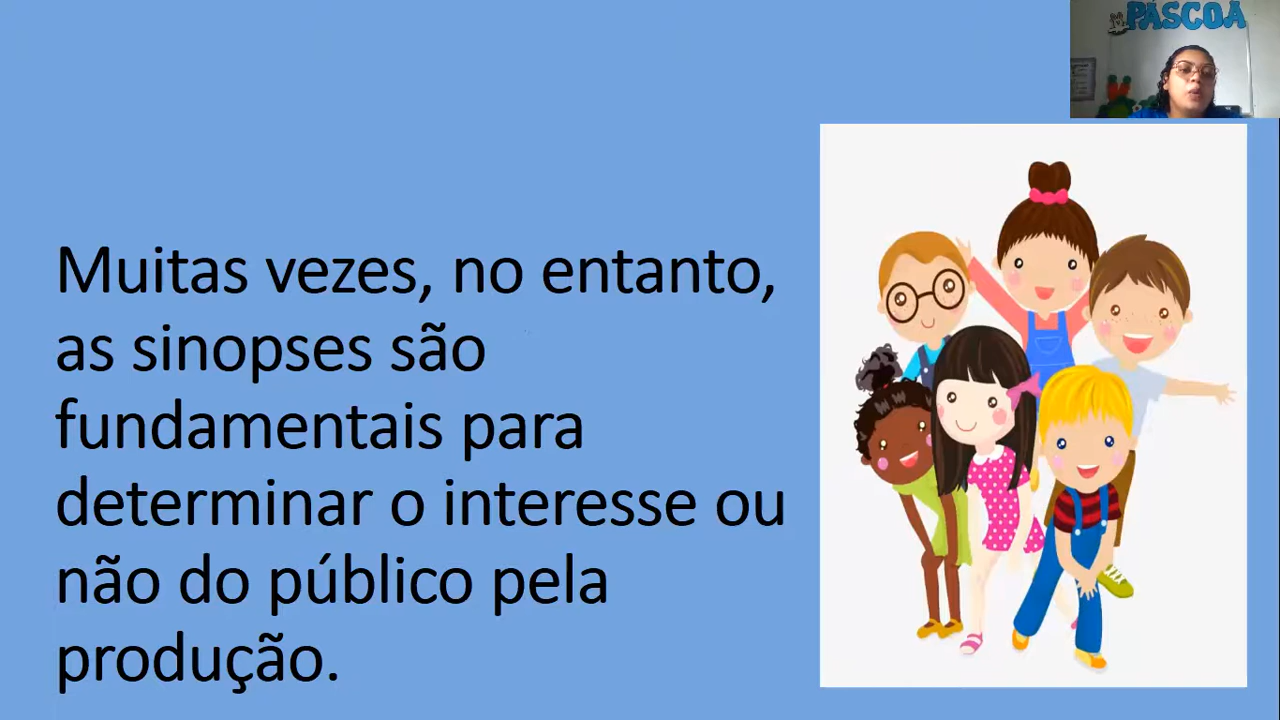 PÁSCOA
Muitas vezes, no entanto,
as sinopses são
fundamentais para
determinar o interesse ou
não do público pela
produção.